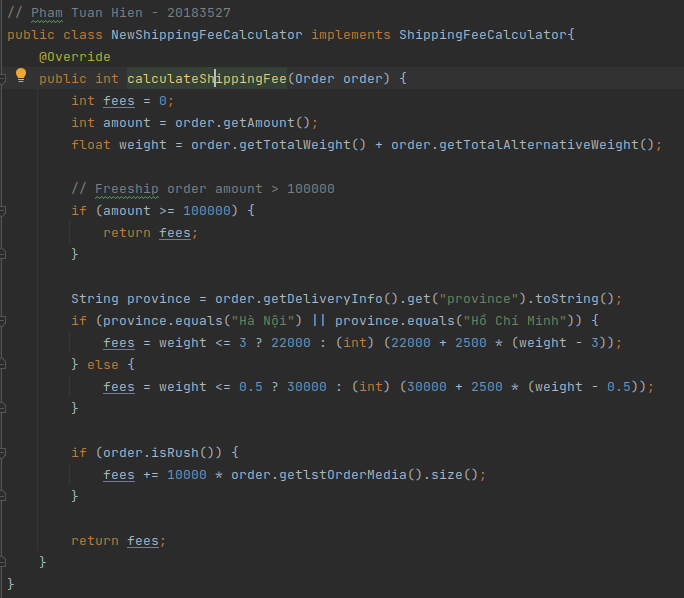 // Pham Tuan Hien - 20183527
public class NewShippingFeeCalculator implements ShippingFeeCalculator{
    @Override
    public int calculateShippingFee(Order order) {
        int fees = 0;
        int amount = order.getAmount();
        float weight = order.getTotalWeight() + order.getTotalAlternativeWeight();

        // Freeship order amount > 100000
        if (amount >= 100000) {
            return fees;
        }

        String province = order.getDeliveryInfo().get("province").toString();
        if (province.equals("Hà Nội") || province.equals("Hồ Chí Minh")) {
            fees = weight <= 3 ? 22000 : (int) (22000 + 2500 * (weight - 3));
        } else {
            fees = weight <= 0.5 ? 30000 : (int) (30000 + 2500 * (weight - 0.5));
        }

        if (order.isRush()) {
            fees += 10000 * order.getlstOrderMedia().size();
        }

        return fees;
    }
}